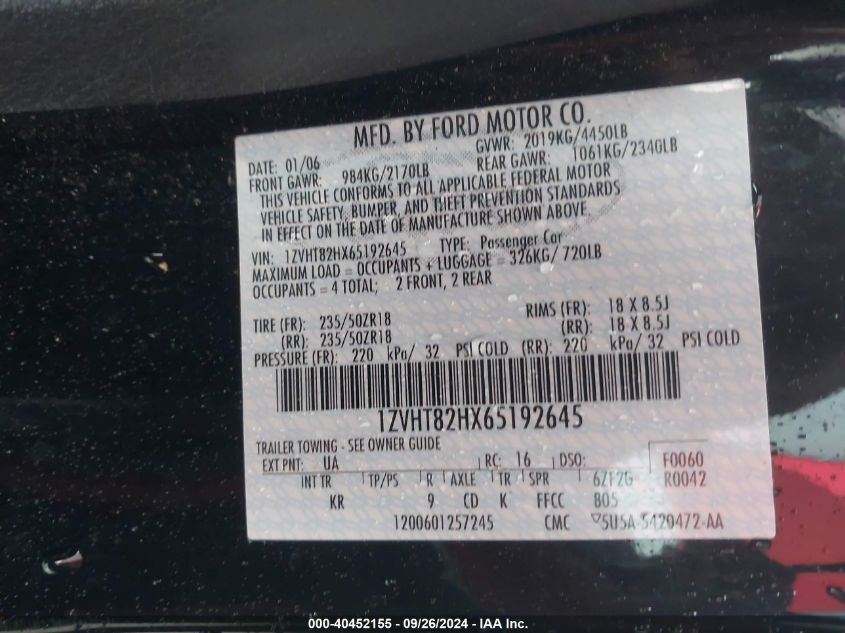 MFD. BY FORD MOTOR CO.
DATE: 01/06 GVWR: 2019KG/4450LB
FRONT GAWR: 984KG/2170LB REAR GAWR: 1061KG/2340LB
THIS VEHICLE CONFORMS TO ALL APPLICABLE FEDERAL MOTOR
VEHICLE SAFETY, BUMPER, AND THEFT PREVENTION STANDARDS
IN EFFECT ON THE DATE OF MANUFACTURE SHOWN ABOVE.
VIN: 1ZVHT82HX65192645 TYPE: Passenger Car
MAXIMUM LOAD = OCCUPANTS + LUGGAGE = 326KG/ 720LB
OCCUPANTS = 4 TOTAL; 2 FRONT, 2 REAR
TIRE (FR): 235/50ZR18 RIMS (FR): 18 X 8.5J
(RR): 235/50ZR18 (RR): 18 X 8.5J
PRESSURE (FR): 220 kPa/ 32 PSI COLD (RR): 220 kPa/ 32 PSI COLD
1ZVHT82HX65192645
TRAILER TOWING - SEE OWNER GUIDE
EXT PNT: UA RC: 16 DSO: F0060
INT TR TP/PS R AXLE TR SPR 6ZF2G R0042
KR 9 CD K FFCC 805
1200601257245 CMC ▽5U5A-5420472-AA
000-40452155 - 09/26/2024 - IAA Inc.